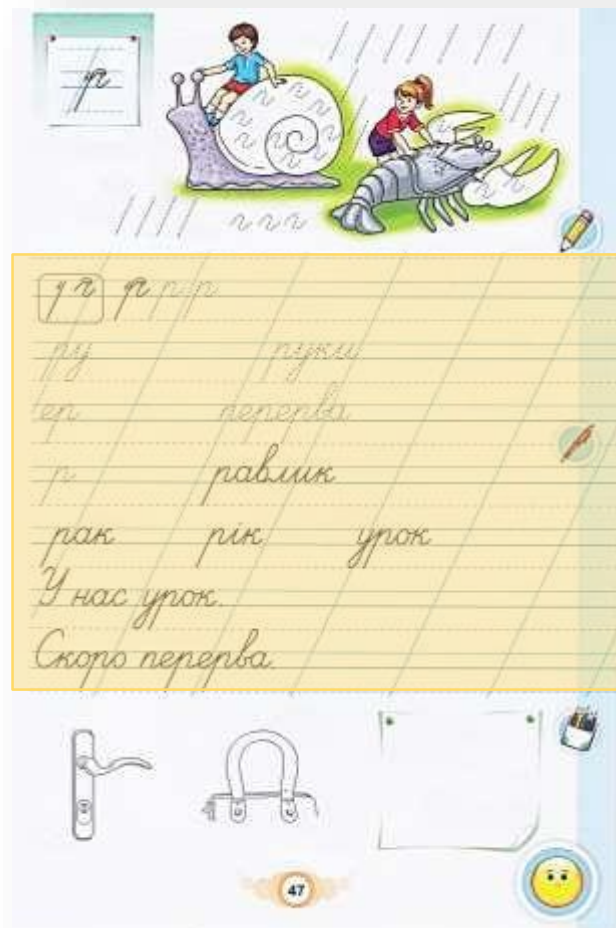 р
р р р р
ру руки
ер перерва
р равлик
рак рік урок
У нас урок.
Скоро перерва.
47